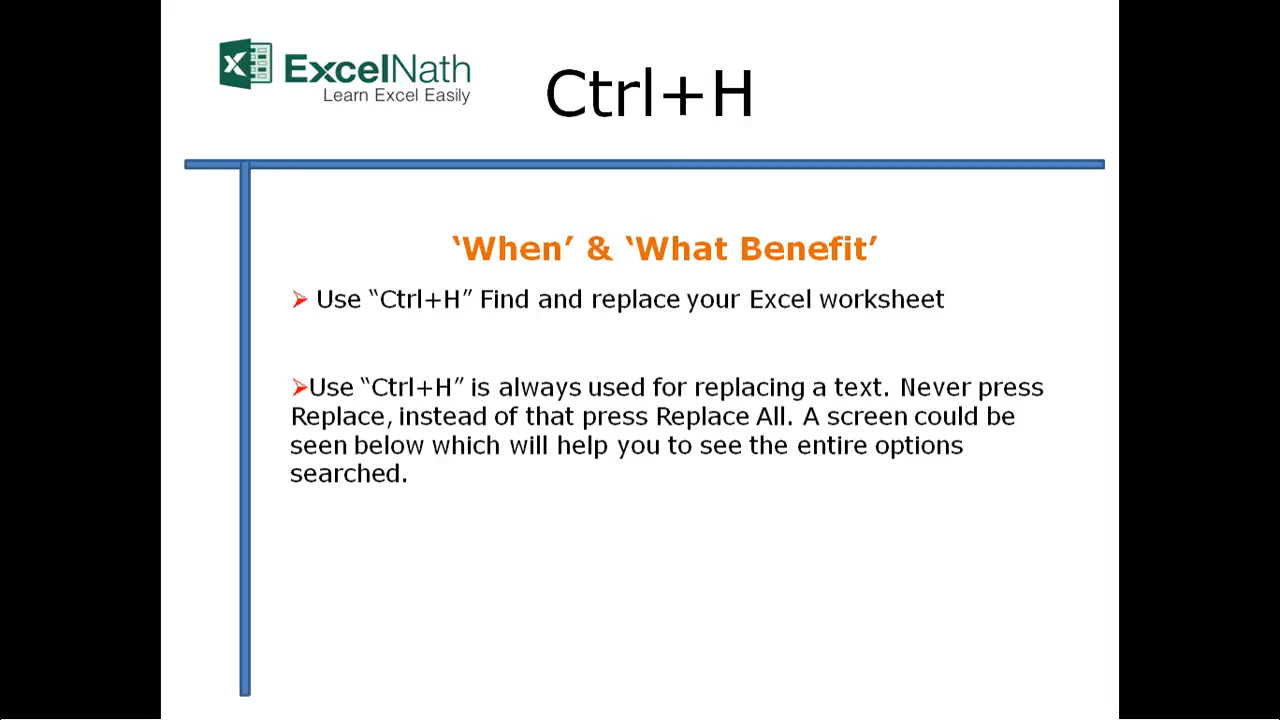 ExcelNath
Learn Excel Easily
Ctrl+H
‘When’ & ‘What Benefit’
➢ Use “Ctrl+H” Find and replace your Excel worksheet
➢Use “Ctrl+H” is always used for replacing a text. Never press
Replace, instead of that press Replace All. A screen could be
seen below which will help you to see the entire options
searched.